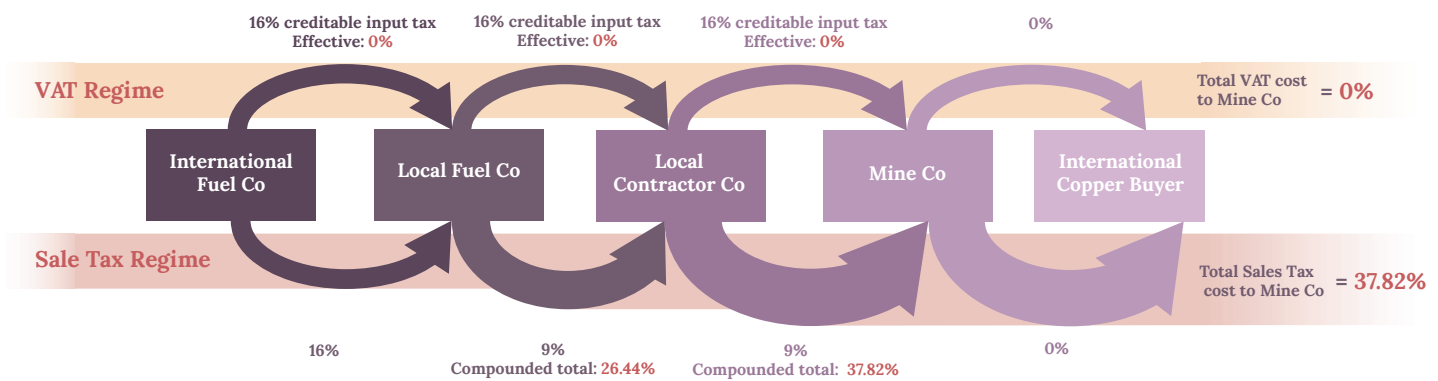 16% creditable input tax
Effective: 0%
16% creditable input tax
Effective: 0%
16% creditable input tax
Effective: 0%
0%
VAT Regime
Total VAT cost
to Mine Co
= 0%
International
Fuel Co
Local Fuel Co
Local
Contractor Co
Mine Co
International
Copper Buyer
Sale Tax Regime
Total Sales Tax
cost to Mine Co
= 37.82%
16%
9%
Compounded total: 26.44%
9%
Compounded total: 37.82%
0%